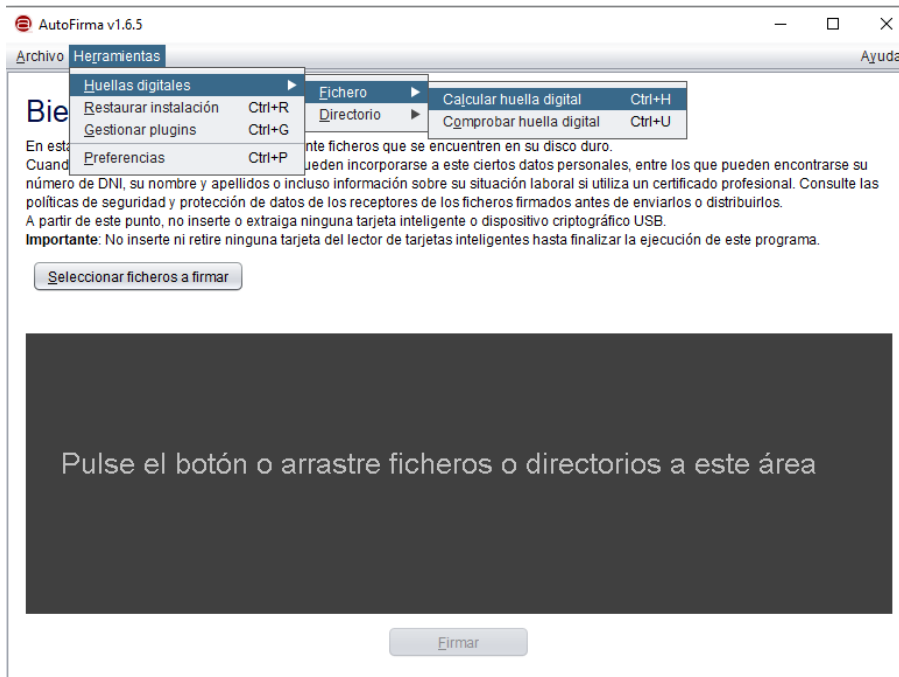 AutoFirma v1.6.5
Archivo Herramientas Ayuda
Huellas digitales
Restaurar instalación Ctrl+R
Gestionar plugins Ctrl+G
Preferencias Ctrl+P
Fichero
Directorio
Calcular huella digital Ctrl+H
Comprobar huella digital Ctrl+U
Bie
En est nte ficheros que se encuentren en su disco duro.
Cuand ueden incorporarse a este ciertos datos personales, entre los que pueden encontrarse su
número de DNI, su nombre y apellidos o incluso información sobre su situación laboral si utiliza un certificado profesional. Consulte las
políticas de seguridad y protección de datos de los receptores de los ficheros firmados antes de enviarlos o distribuirlos.
A partir de este punto, no inserte o extraiga ninguna tarjeta inteligente o dispositivo criptográfico USB.
Importante: No inserte ni retire ninguna tarjeta del lector de tarjetas inteligentes hasta finalizar la ejecución de este programa.
Seleccionar ficheros a firmar
Pulse el botón o arrastre ficheros o directorios a este área
Firmar